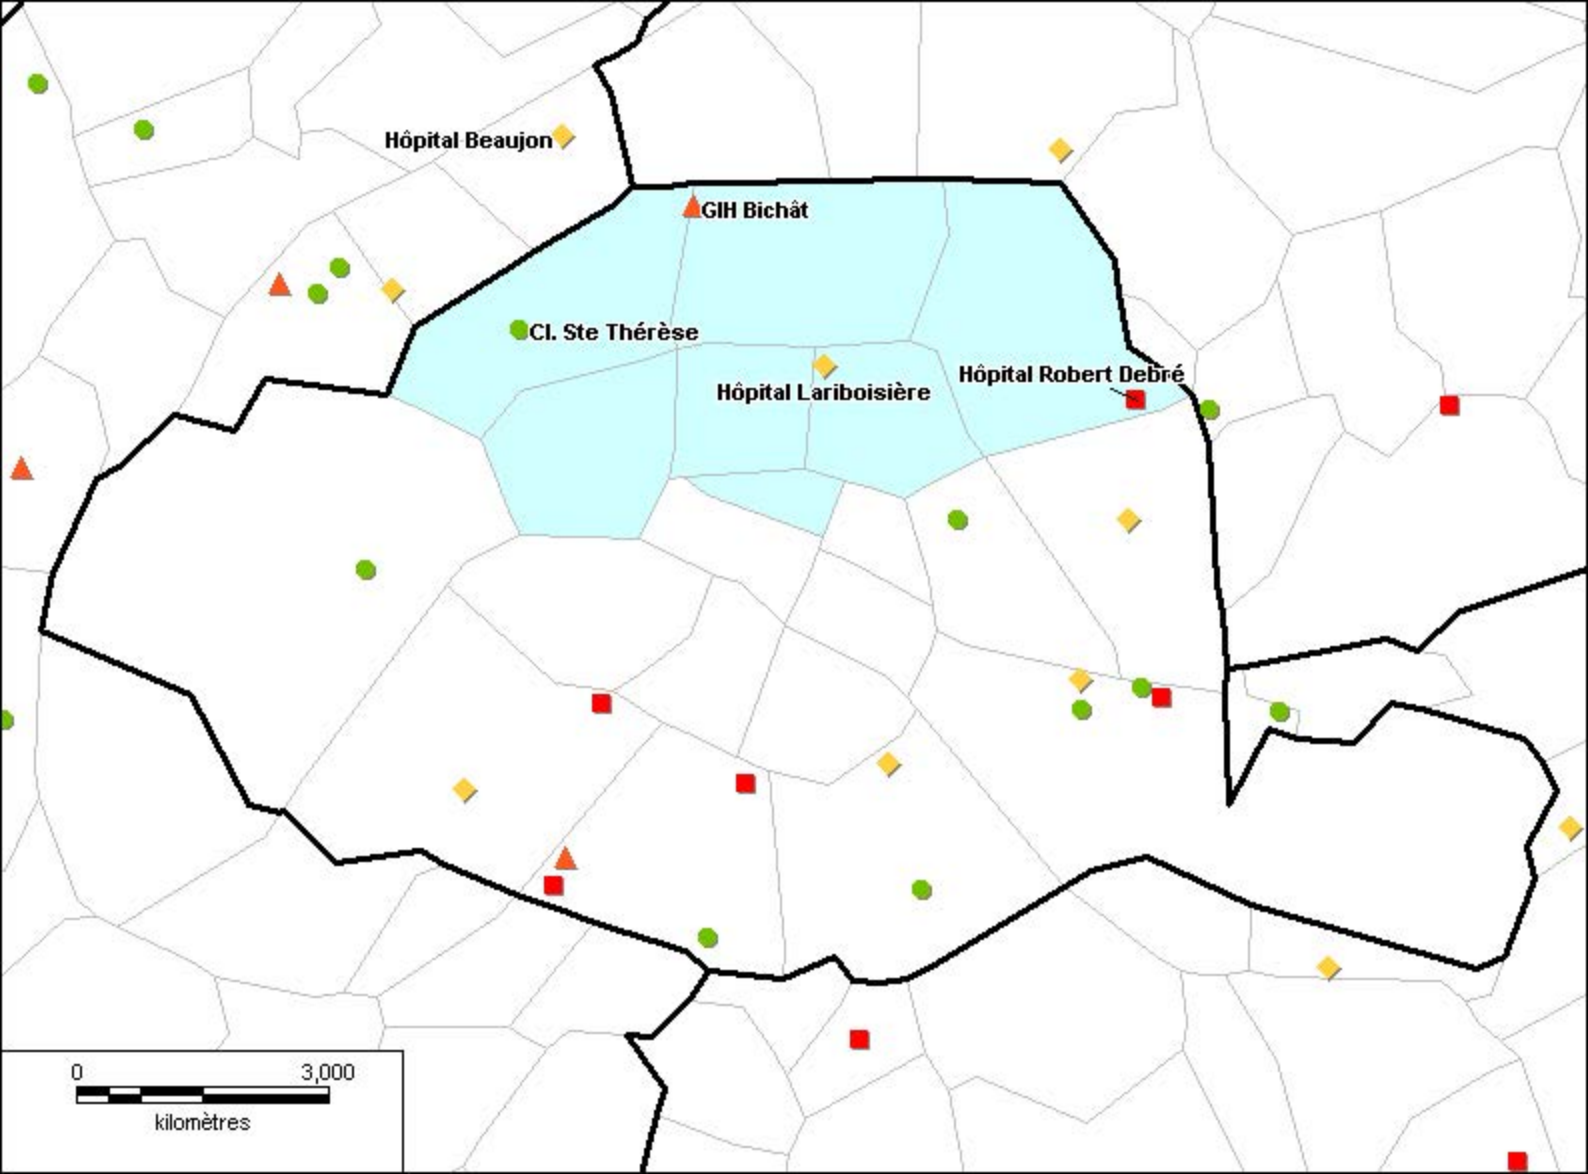 Hôpital Beaujon
GIH Bichât
Cl. Ste Thérèse
Hôpital Robert Debré
Hôpital Lariboisière
0 3,000
kilomètres